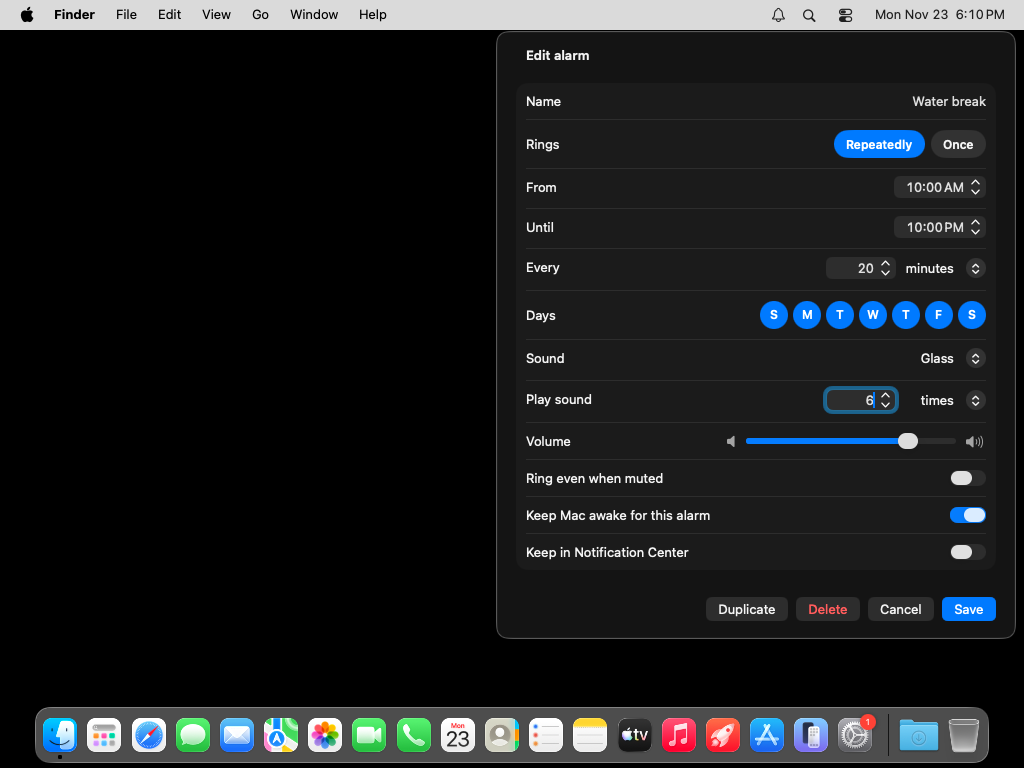 Finder File Edit View Go Window Help Mon Nov 23 6:10 PM
Edit alarm
Name Water break
Rings Repeatedly Once
From 10:00 AM
Until 10:00 PM
Every 20 minutes
Days S M T W T F S
Sound Glass
Play sound 6 times
Volume
Ring even when muted
Keep Mac awake for this alarm
Keep in Notification Center
Duplicate Delete Cancel Save
Mon
23
tv
1